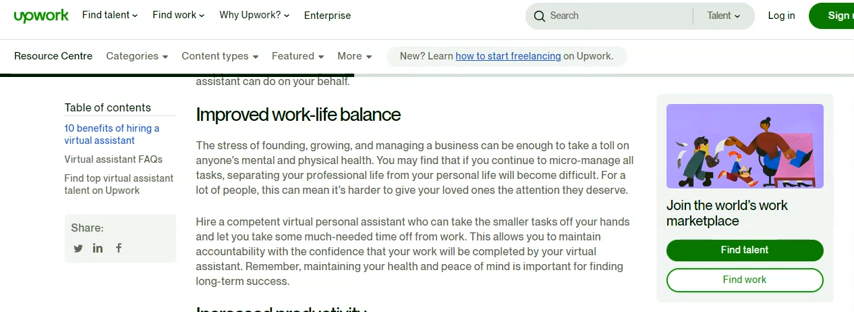 upwork Find talent Find work Why Upwork? Enterprise Search Talent Log in Sign
Resource Centre Categories Content types Featured More New? Learn how to start freelancing on Upwork.
assistant can do on your behalf.
Table of contents
10 benefits of hiring a
virtual assistant
Virtual assistant FAQs
Find top virtual assistant
talent on Upwork
Share:
Improved work-life balance
The stress of founding, growing, and managing a business can be enough to take a toll on
anyone's mental and physical health. You may find that if you continue to micro-manage all
tasks, separating your professional life from your personal life will become difficult. For a
lot of people, this can mean it's harder to give your loved ones the attention they deserve.
Hire a competent virtual personal assistant who can take the smaller tasks off your hands
and let you take some much-needed time off from work. This allows you to maintain
accountability with the confidence that your work will be completed by your virtual
assistant. Remember, maintaining your health and peace of mind is important for finding
long-term success.
Increased productivity
Join the world's work
marketplace
Find talent
Find work